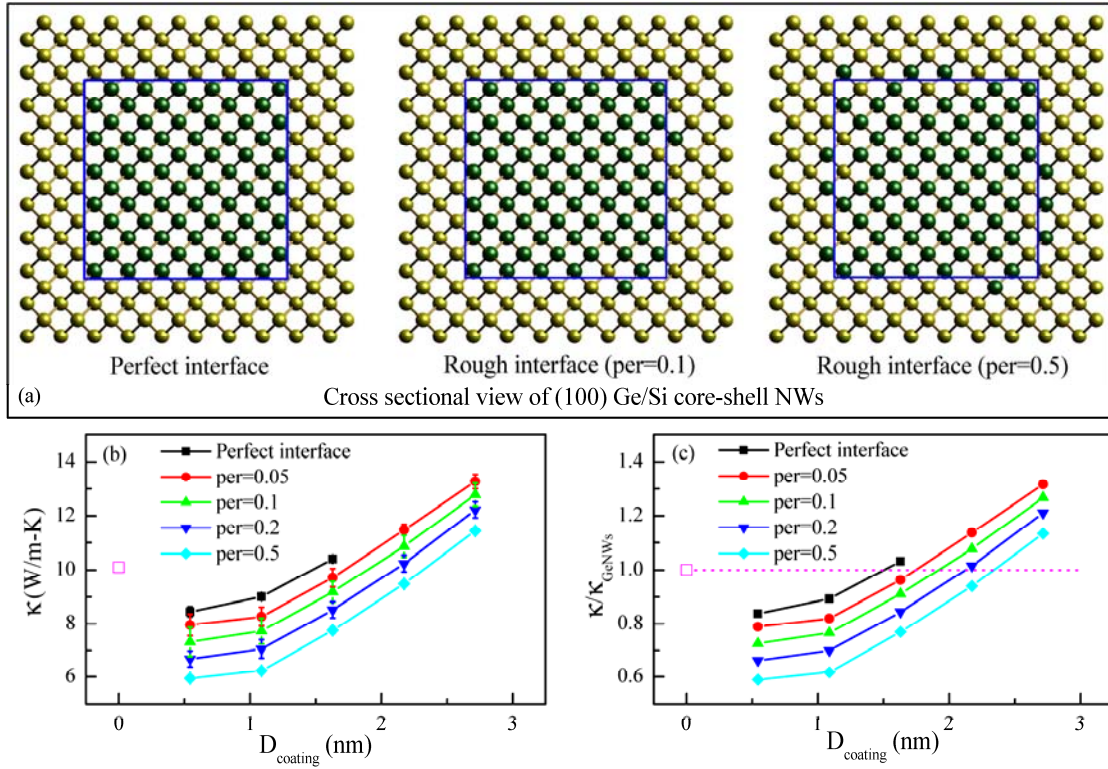 Perfect interface
Rough interface (per=0.1)
Rough interface (per=0.5)
(a)
Cross sectional view of (100) Ge/Si core-shell NWs
(b)
Perfect interface
per=0.05
per=0.1
per=0.2
per=0.5
14
12
10
8
6
κ (W/m-K)
0
1
2
3
D_coating (nm)
(c)
Perfect interface
per=0.05
per=0.1
per=0.2
per=0.5
1.4
1.2
1.0
0.8
0.6
κ/κ_GeNWs
0
1
2
3
D_coating (nm)